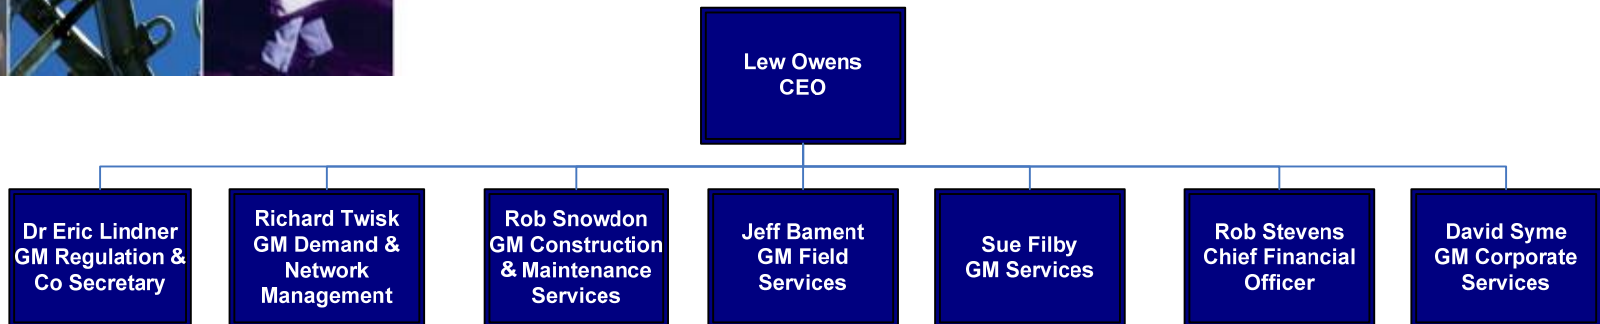 Lew Owens
CEO
Dr Eric Lindner
GM Regulation &
Co Secretary
Richard Twisk
GM Demand &
Network
Management
Rob Snowdon
GM Construction
& Maintenance
Services
Jeff Bament
GM Field
Services
Sue Filby
GM Services
Rob Stevens
Chief Financial
Officer
David Syme
GM Corporate
Services